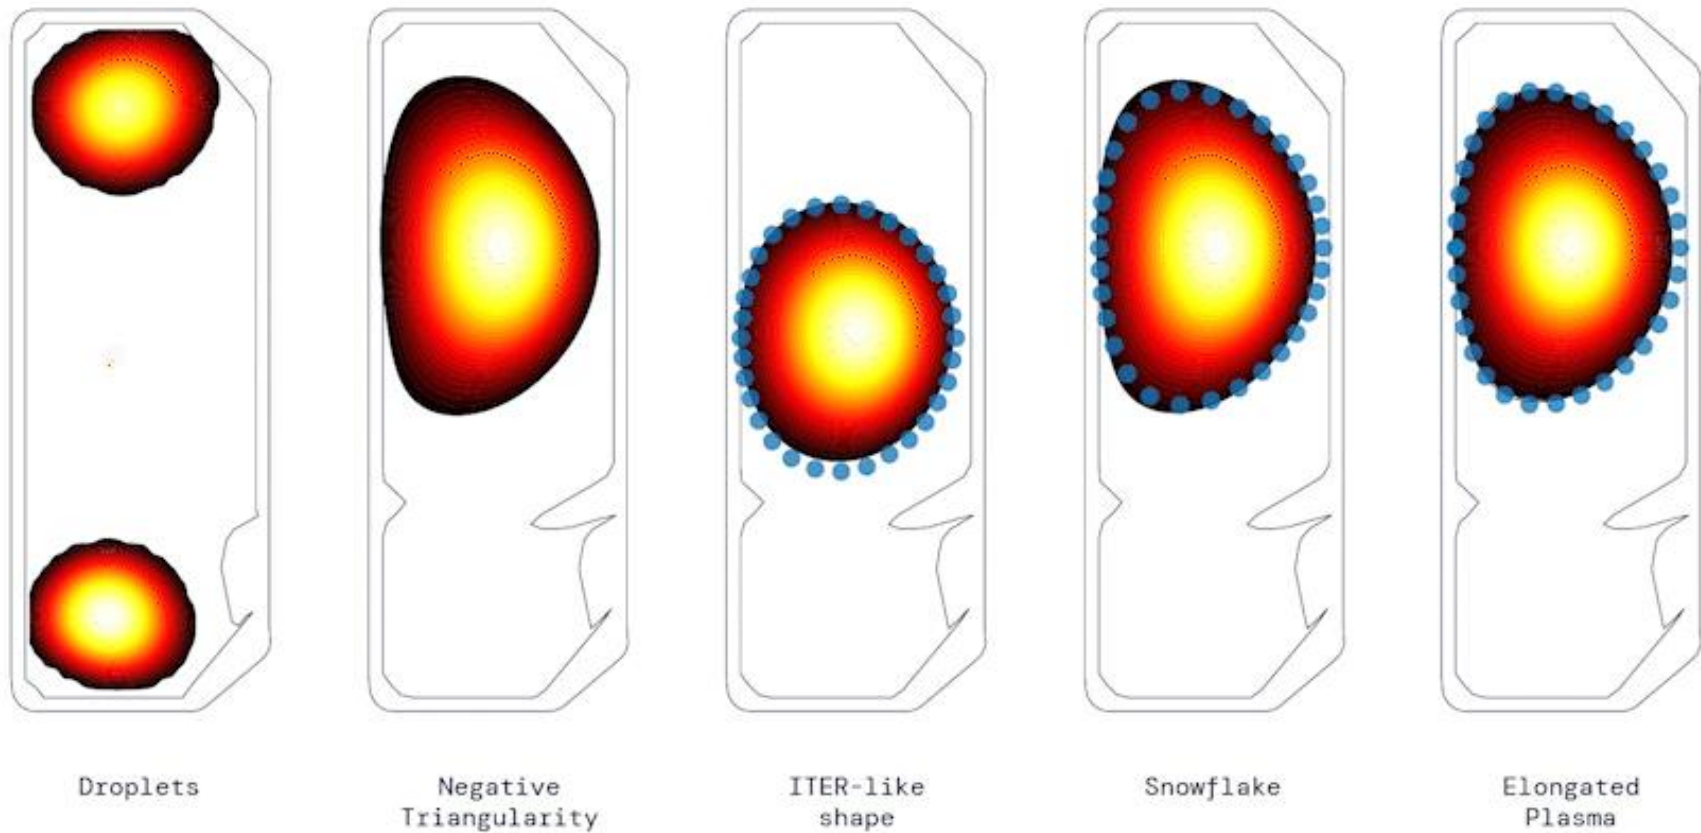 Droplets
Negative
Triangularity
ITER-like
shape
Snowflake
Elongated
Plasma